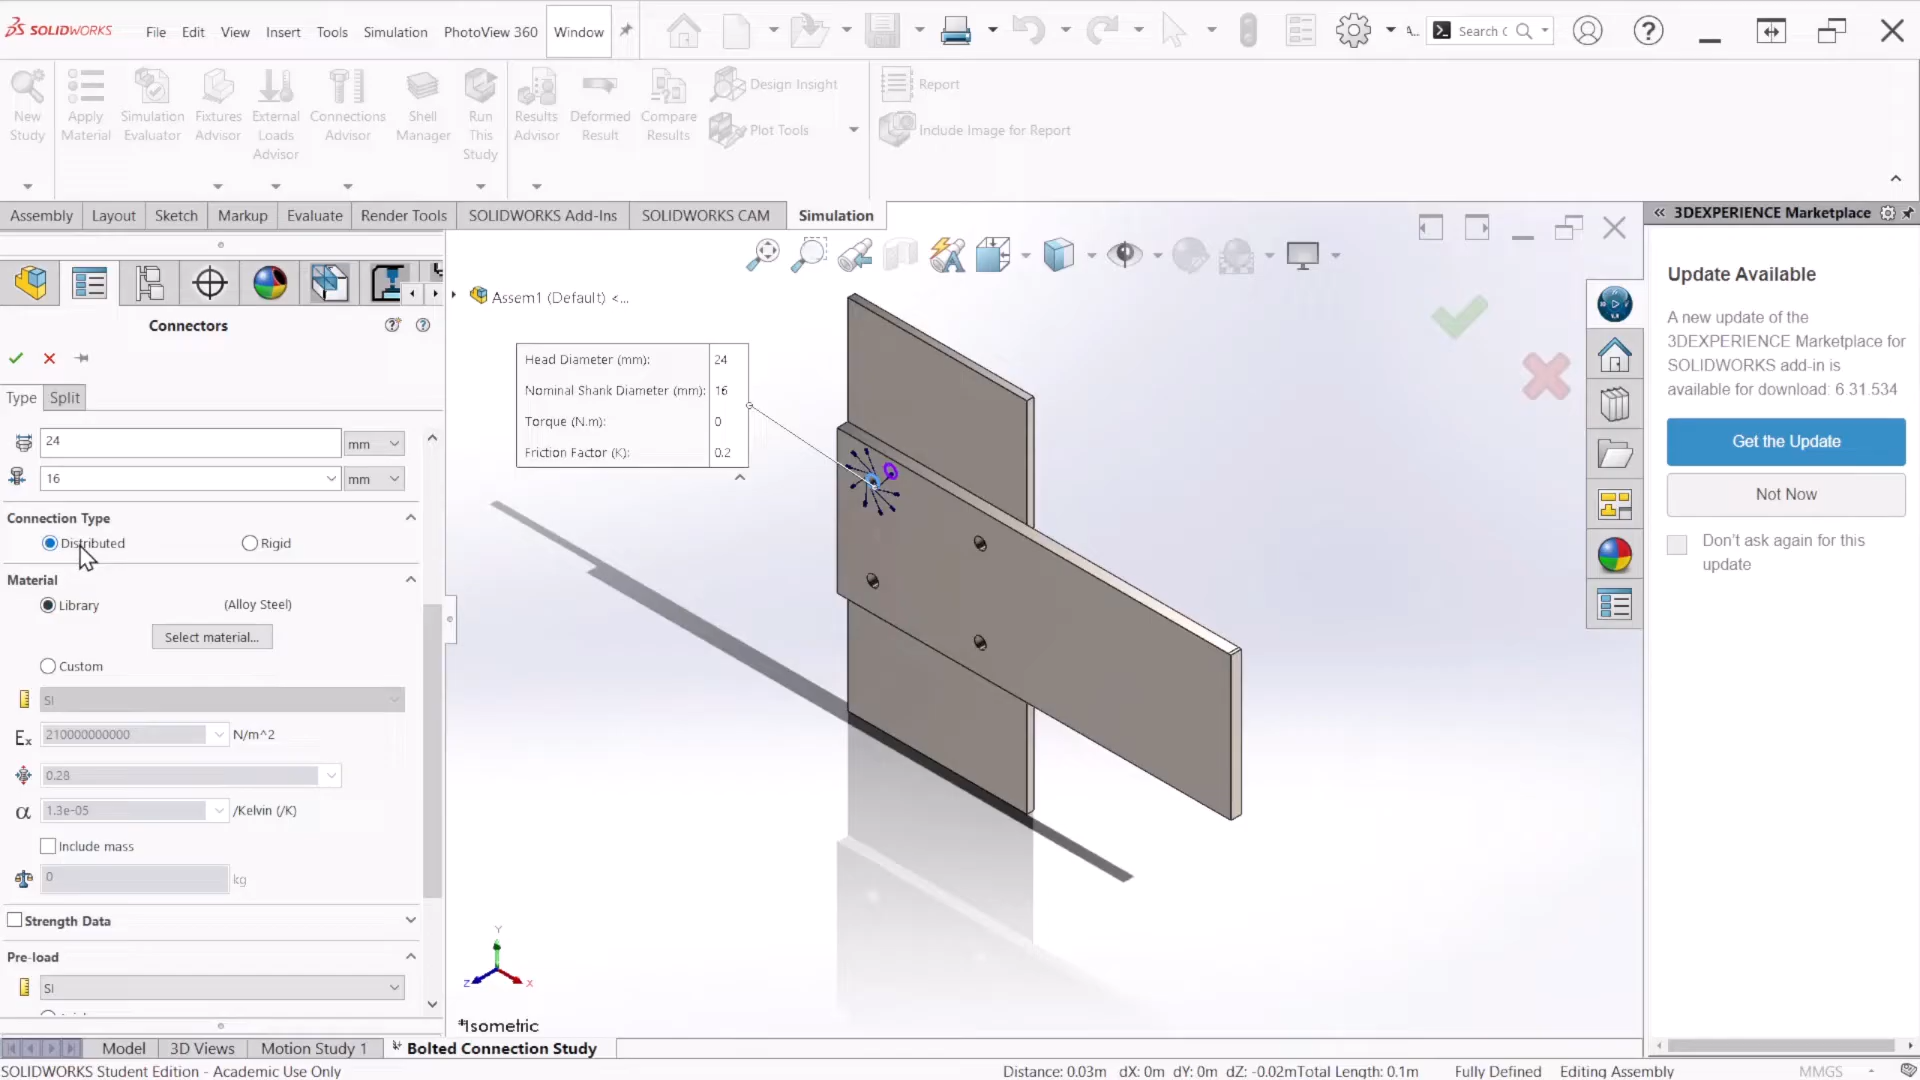 SOLIDWORKS File Edit View Insert Tools Simulation PhotoView 360 Window
A...
Search C
New Study
Apply Material
Simulation Evaluator
Fixtures Advisor
External Loads Advisor
Connections Advisor
Shell Manager
Run This Study
Results Advisor
Deformed Result
Compare Results
Design Insight
Plot Tools
Report
Include Image for Report
Assembly Layout Sketch Markup Evaluate Render Tools SOLIDWORKS Add-Ins SOLIDWORKS CAM Simulation
Connectors
Type Split
24 mm
16 mm
Connection Type
Distributed Rigid
Material
Library (Alloy Steel)
Select material...
Custom
SI
Ex 210000000000 N/m^2
0.28
α 1.3e-05 /Kelvin (/K)
Include mass
0 kg
Strength Data
Pre-load
SI
Assem1 (Default) <...
Head Diameter (mm): 24
Nominal Shank Diameter (mm): 16
Torque (N.m): 0
Friction Factor (K): 0.2
Y
Z X
*Isometric
3DEXPERIENCE Marketplace
Update Available
A new update of the
3DEXPERIENCE Marketplace for
SOLIDWORKS add-in is
available for download: 6.31.534
Get the Update
Not Now
Don't ask again for this
update
Model 3D Views Motion Study 1 Bolted Connection Study
SOLIDWORKS Student Edition - Academic Use Only
Distance: 0.03m dX: 0m dY: 0m dZ: -0.02mTotal Length: 0.1m Fully Defined Editing Assembly MMGS